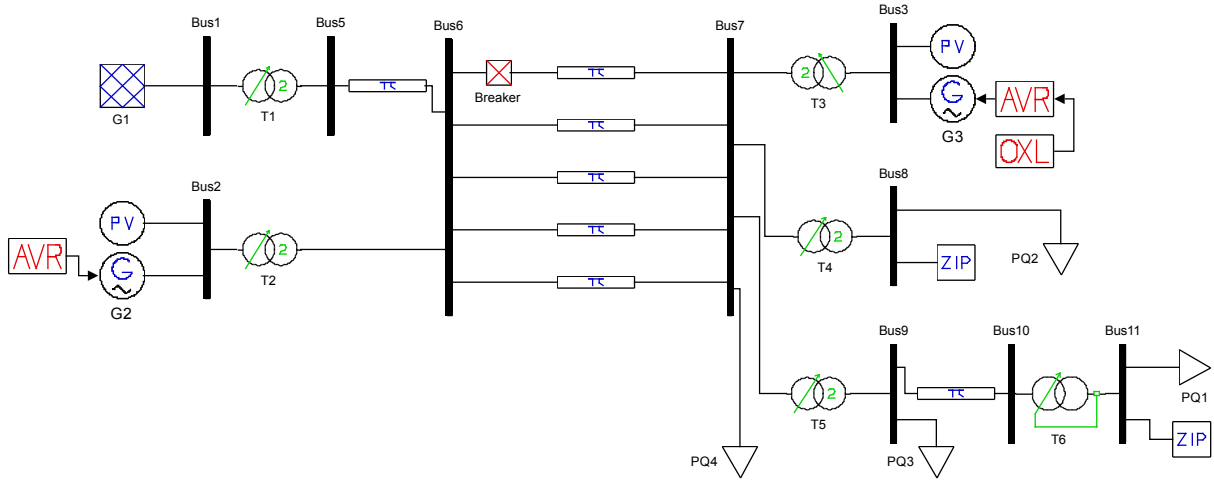 Bus1
Bus5
Bus6
Bus7
Bus3
PV
G
AVR
G3
OXL
2
T1
π
Breaker
π
2
T3
G1
π
Bus2
PV
AVR
G
G2
2
T2
π
Bus8
2
T4
ZIP
PQ2
π
π
Bus9
Bus10
Bus11
2
T5
π
T6
PQ1
ZIP
PQ4
PQ3